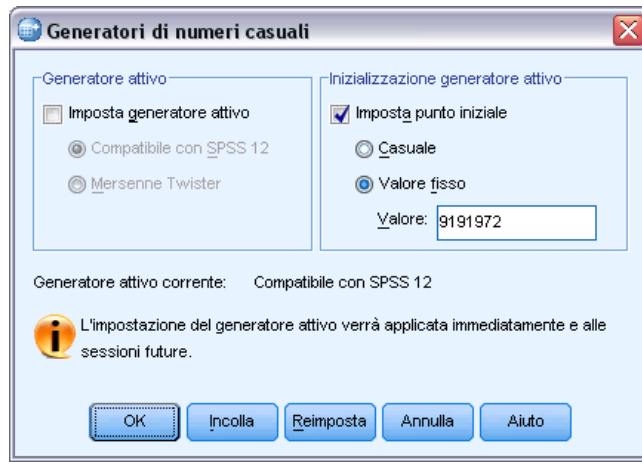 Generatori di numeri casuali
Generatore attivo
Imposta generatore attivo
Compatibile con SPSS 12
Mersenne Twister
Inizializzazione generatore attivo
Imposta punto iniziale
Casuale
Valore fisso
Valore: 9191972
Generatore attivo corrente: Compatibile con SPSS 12
L'impostazione del generatore attivo verrà applicata immediatamente e alle
sessioni future.
OK Incolla Reimposta Annulla Aiuto